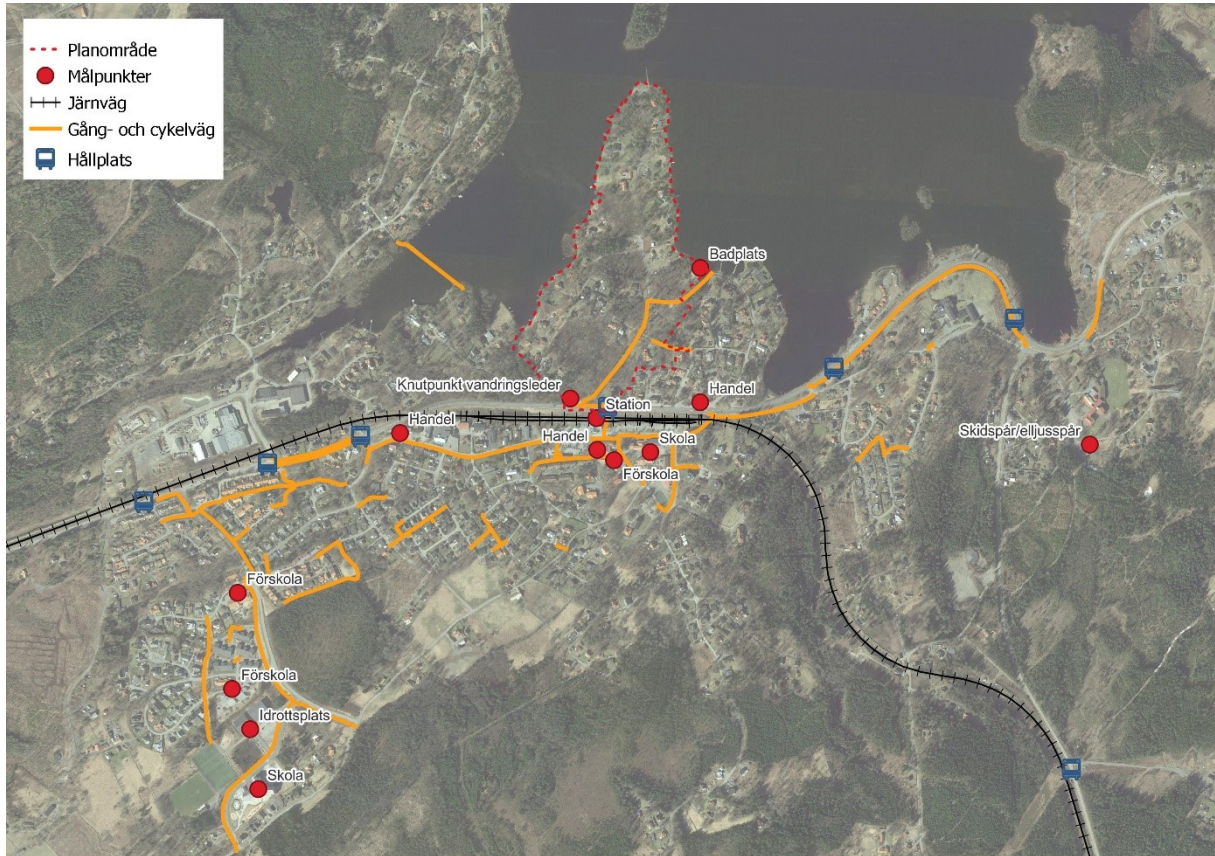 Planområde
Målpunkter
Järnväg
Gång- och cykelväg
Hållplats
Badplats
Knutpunkt vandringsleder
Handel
Station
Handel
Handel
Skola
Skidspår/elljusspår
Förskola
Förskola
Förskola
Idrottsplats
Skola